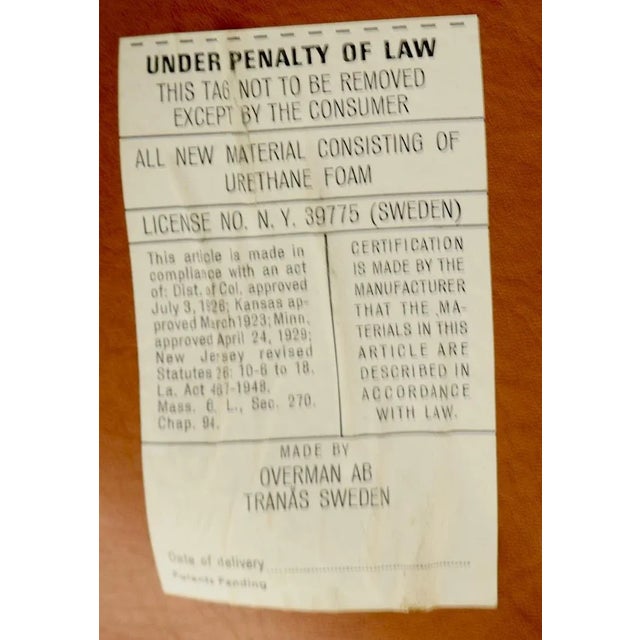 UNDER PENALTY OF LAW
THIS TAG NOT TO BE REMOVED
EXCEPT BY THE CONSUMER
ALL NEW MATERIAL CONSISTING OF
URETHANE FOAM
LICENSE NO. N. Y. 39775 (SWEDEN)
This article is made in
compliance with an act
of: Dist. of Col. approved
July 3, 1926; Kansas ap-
proved March 1923; Minn.
approved April 24, 1929;
New Jersey revised
Statutes 26: 10-6 to 18.
La. Act 467-1948.
Mass. 6. L., Sec. 270.
Chap. 94.
CERTIFICATION
IS MADE BY THE
MANUFACTURER
THAT THE MA-
TERIALS IN THIS
ARTICLE ARE
DESCRIBED IN
ACCORDANCE
WITH LAW.
MADE BY
OVERMAN AB
TRANÅS SWEDEN
Date of delivery
Patents Pending